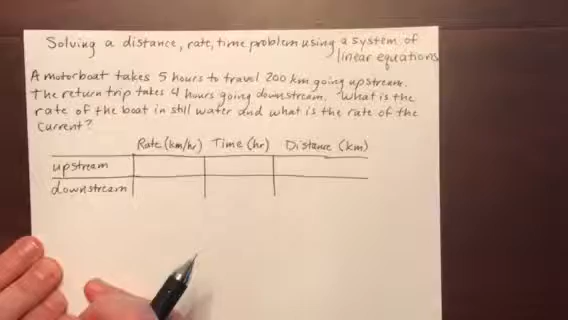 Solving a distance, rate, time problem using a system of
linear equations
A motorboat takes 5 hours to travel 200 km going upstream.
The return trip takes 4 hours going downstream. What is the
rate of the boat in still water and what is the rate of the
current?
Rate (km/hr) Time (hr) Distance (km)
upstream
downstream